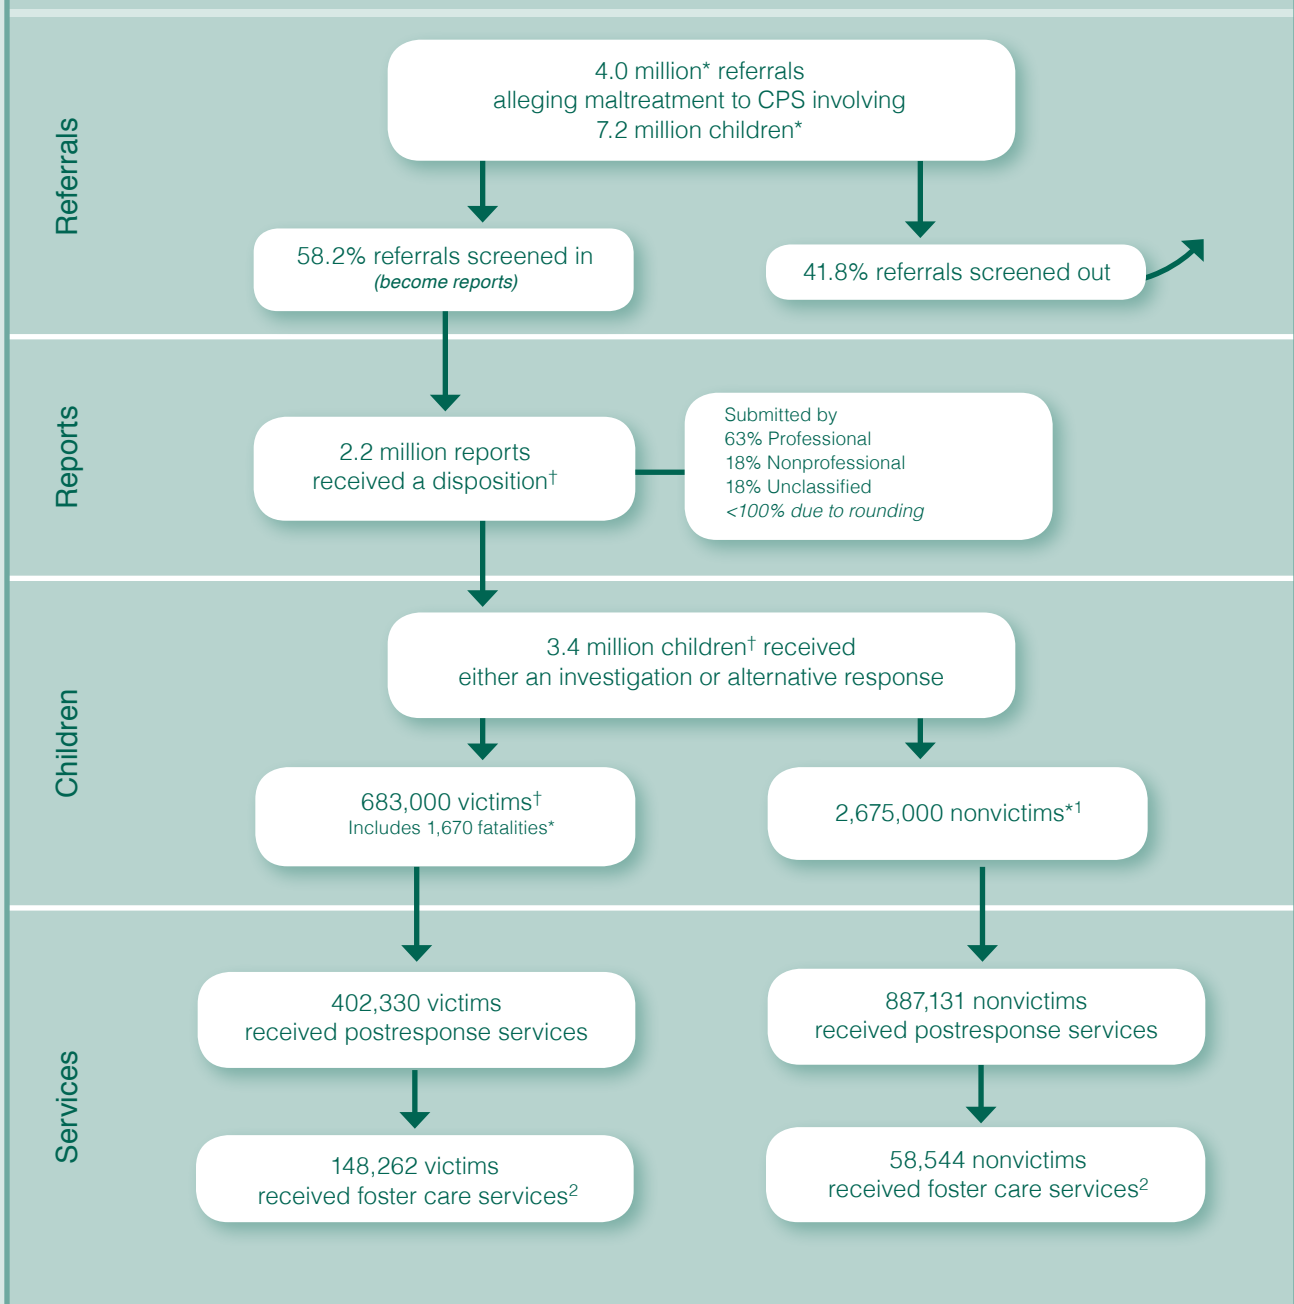 Referrals
4.0 million* referrals
alleging maltreatment to CPS involving
7.2 million children*
58.2% referrals screened in
(become reports)
41.8% referrals screened out
Reports
2.2 million reports
received a disposition†
Submitted by
63% Professional
18% Nonprofessional
18% Unclassified
<100% due to rounding
Children
3.4 million children† received
either an investigation or alternative response
683,000 victims†
Includes 1,670 fatalities*
2,675,000 nonvictims*1
Services
402,330 victims
received postresponse services
887,131 nonvictims
received postresponse services
148,262 victims
received foster care services2
58,544 nonvictims
received foster care services2